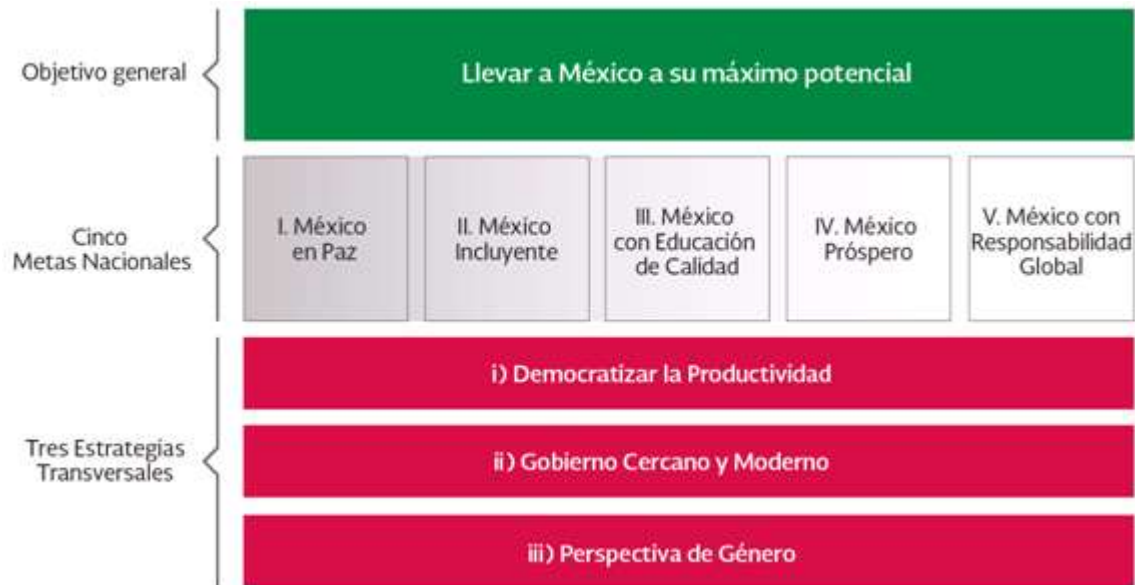 Objetivo general
Llevar a México a su máximo potencial
Cinco
Metas Nacionales
I. México
en Paz
II. México
Incluyente
III. México
con Educación
de Calidad
IV. México
Próspero
V. México con
Responsabilidad
Global
Tres Estrategias
Transversales
i) Democratizar la Productividad
ii) Gobierno Cercano y Moderno
iii) Perspectiva de Género